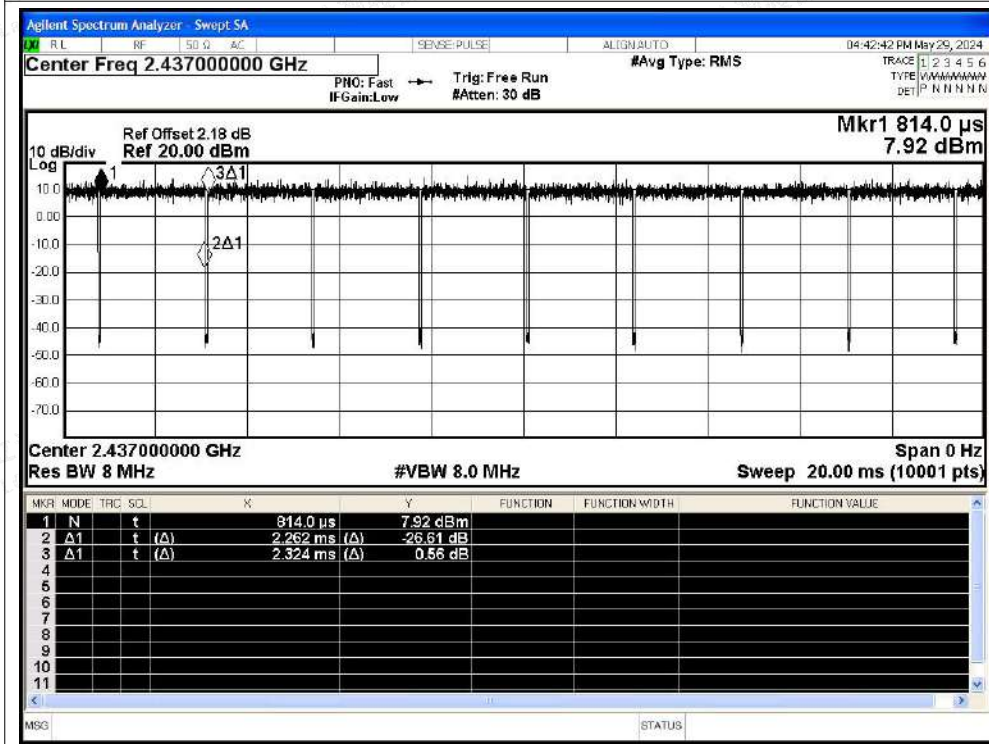 Agilent Spectrum Analyzer - Swept SA
LXI RL RF 50 Ω AC SENSE:PULSE ALIGNAUTO 04:42:42 PM May 29, 2024
Center Freq 2.437000000 GHz #Avg Type: RMS TRACE 1 2 3 4 5 6
PNO: Fast Trig: Free Run TYPE
IFGain:Low #Atten: 30 dB DET P N N N N N
Mkr1 814.0 µs
Ref Offset 2.18 dB
10 dB/div Ref 20.00 dBm 7.92 dBm
Log
1 3Δ1
10.0
0.00
2Δ1
-10.0
-20.0
-30.0
-40.0
-50.0
-60.0
-70.0
Center 2.437000000 GHz Span 0 Hz
Res BW 8 MHz #VBW 8.0 MHz Sweep 20.00 ms (10001 pts)
MKR MODE TRC SCL X Y FUNCTION FUNCTION WIDTH FUNCTION VALUE
1 N t 814.0 µs 7.92 dBm
2 Δ1 t (Δ) 2.262 ms (Δ) -26.61 dB
3 Δ1 t (Δ) 2.324 ms (Δ) 0.56 dB
4
5
6
7
8
9
10
11
MSG STATUS